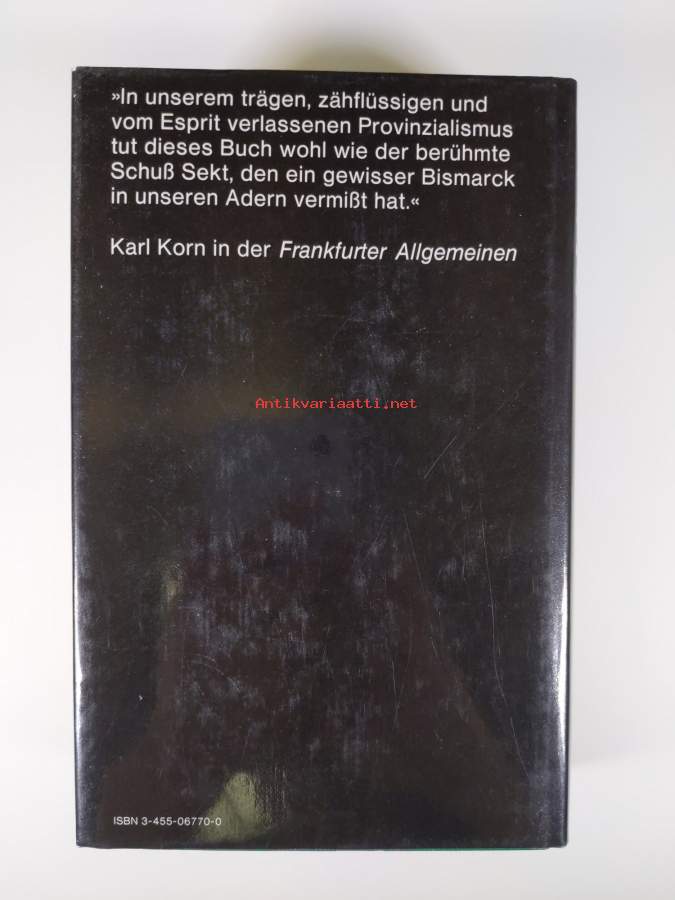 »In unserem trägen, zähflüssigen und
vom Esprit verlassenen Provinzialismus
tut dieses Buch wohl wie der berühmte
Schuß Sekt, den ein gewisser Bismarck
in unseren Adern vermißt hat.«
Karl Korn in der Frankfurter Allgemeinen
Antikvariaatti.net
ISBN 3-455-06770-0